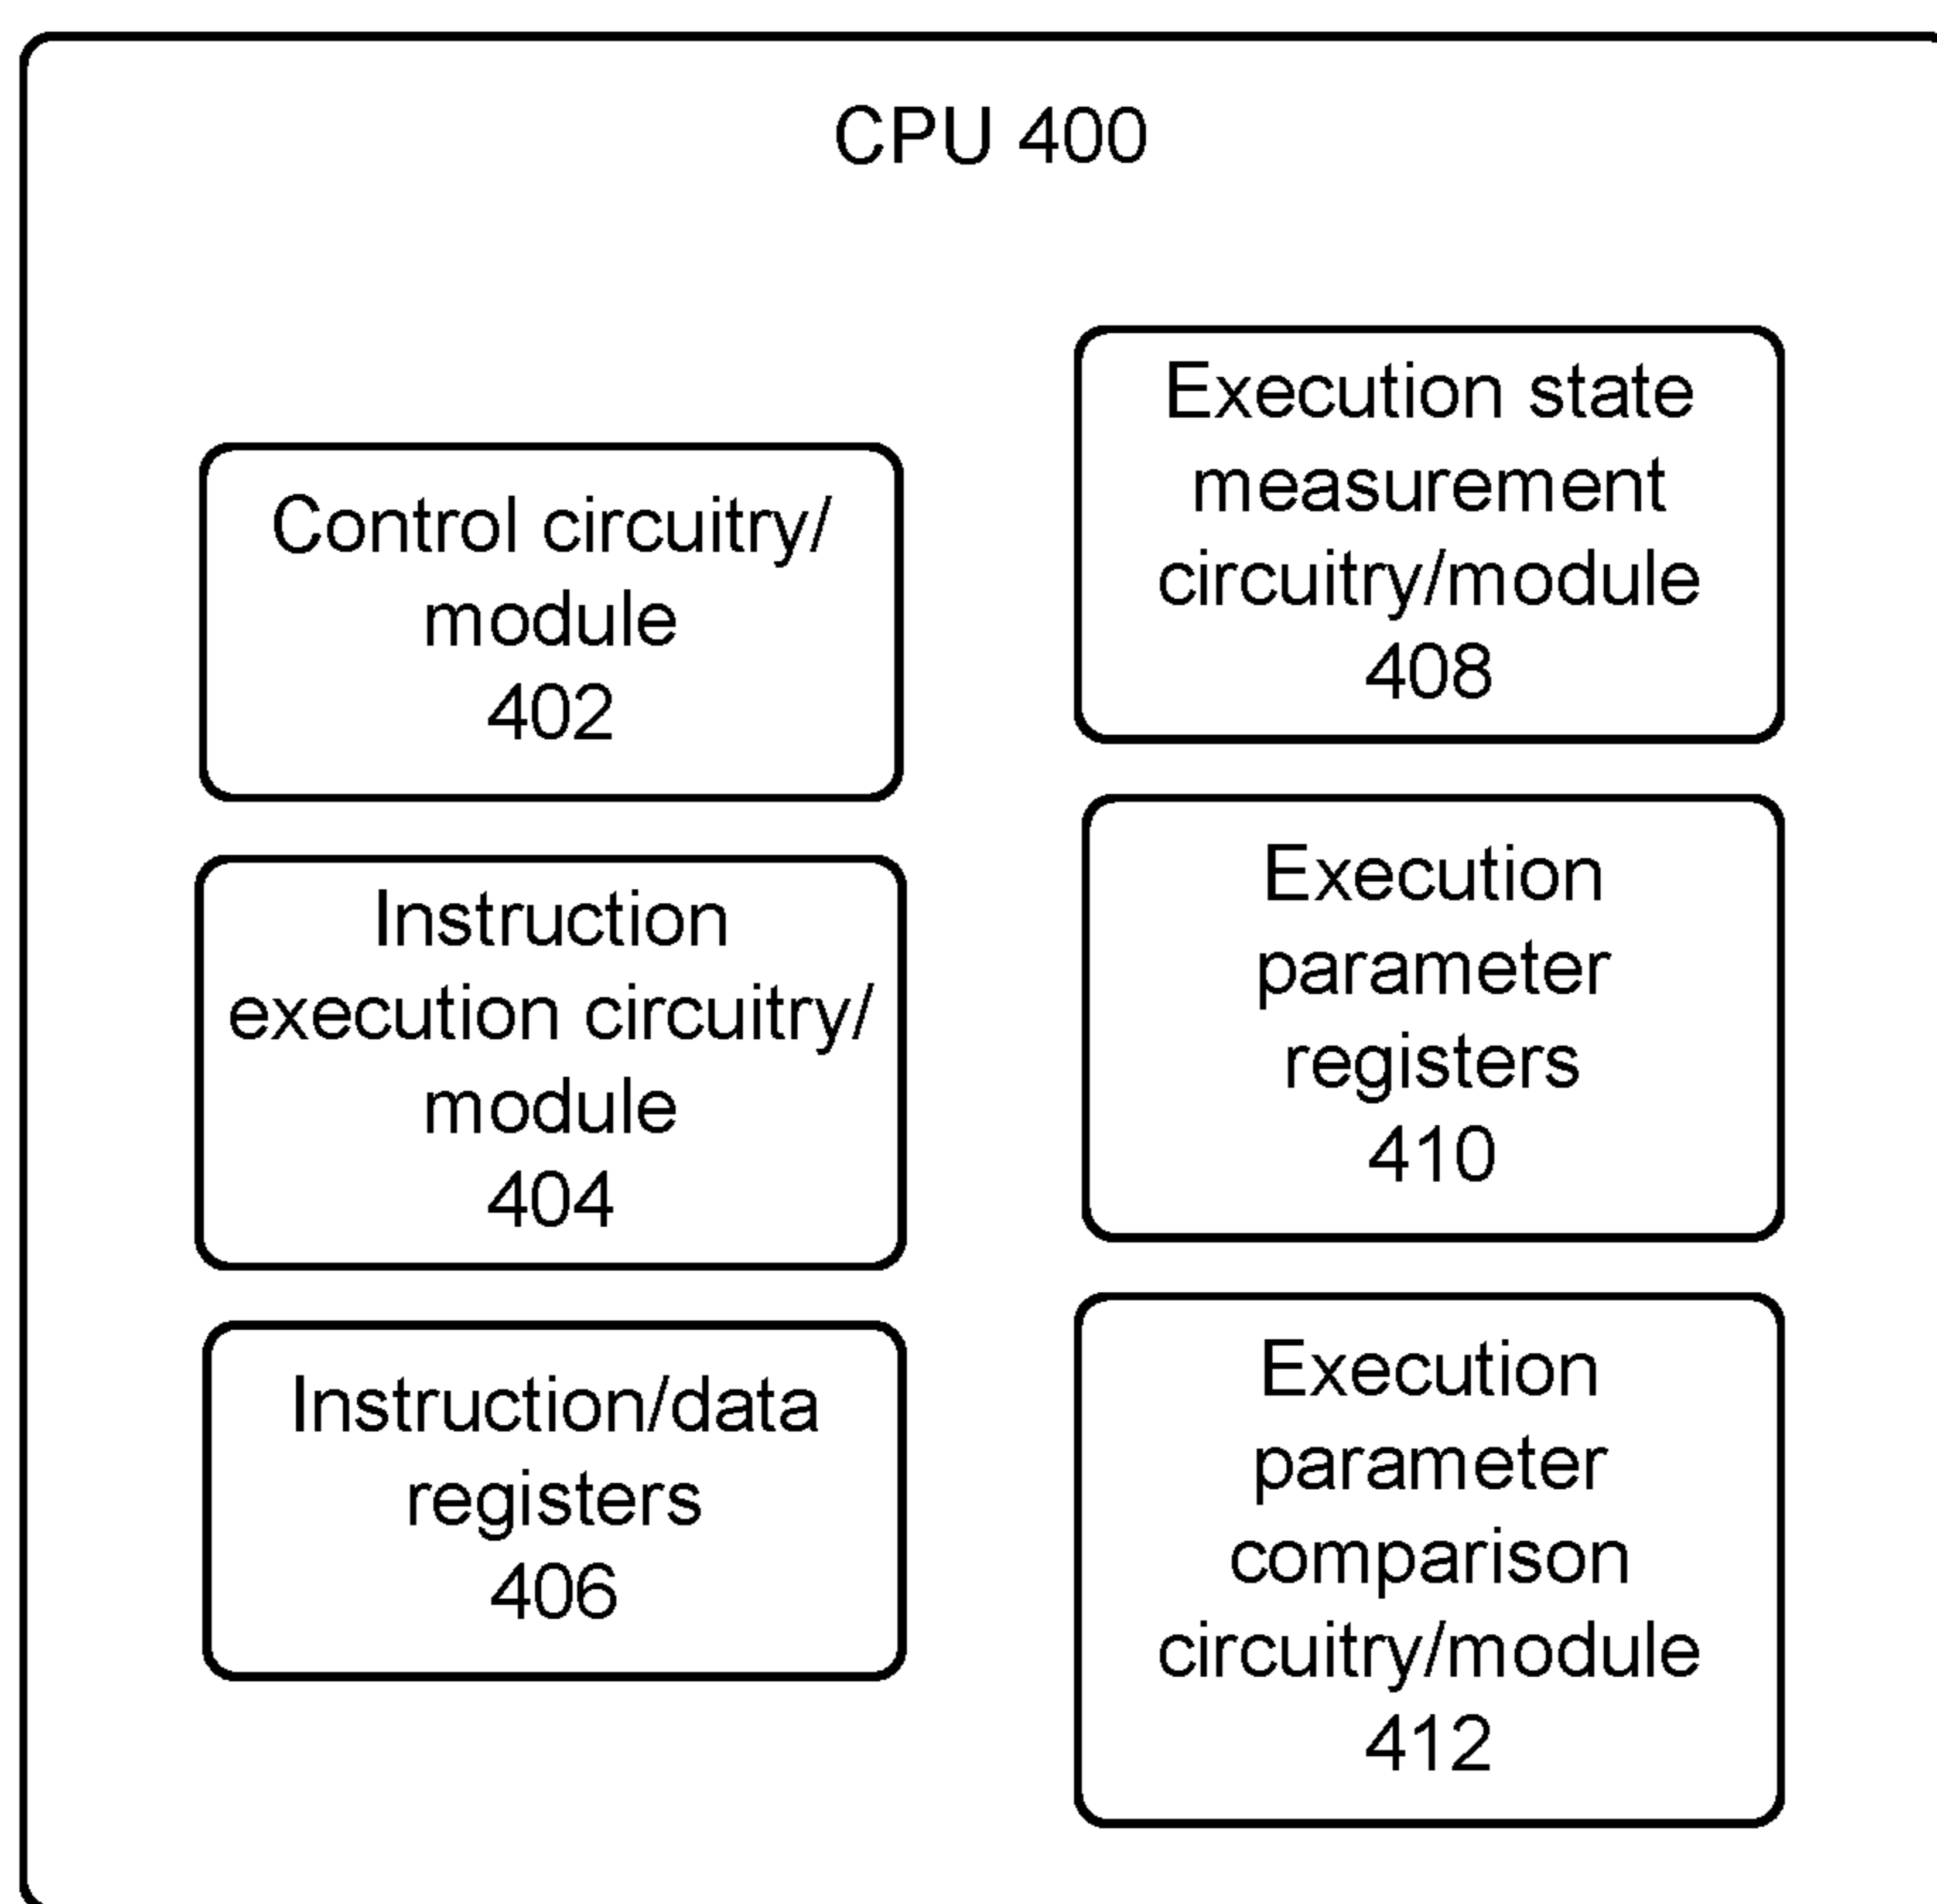 CPU 400
Control circuitry/
module
402
Instruction
execution circuitry/
module
404
Instruction/data
registers
406
Execution state
measurement
circuitry/module
408
Execution
parameter
registers
410
Execution
parameter
comparison
circuitry/module
412